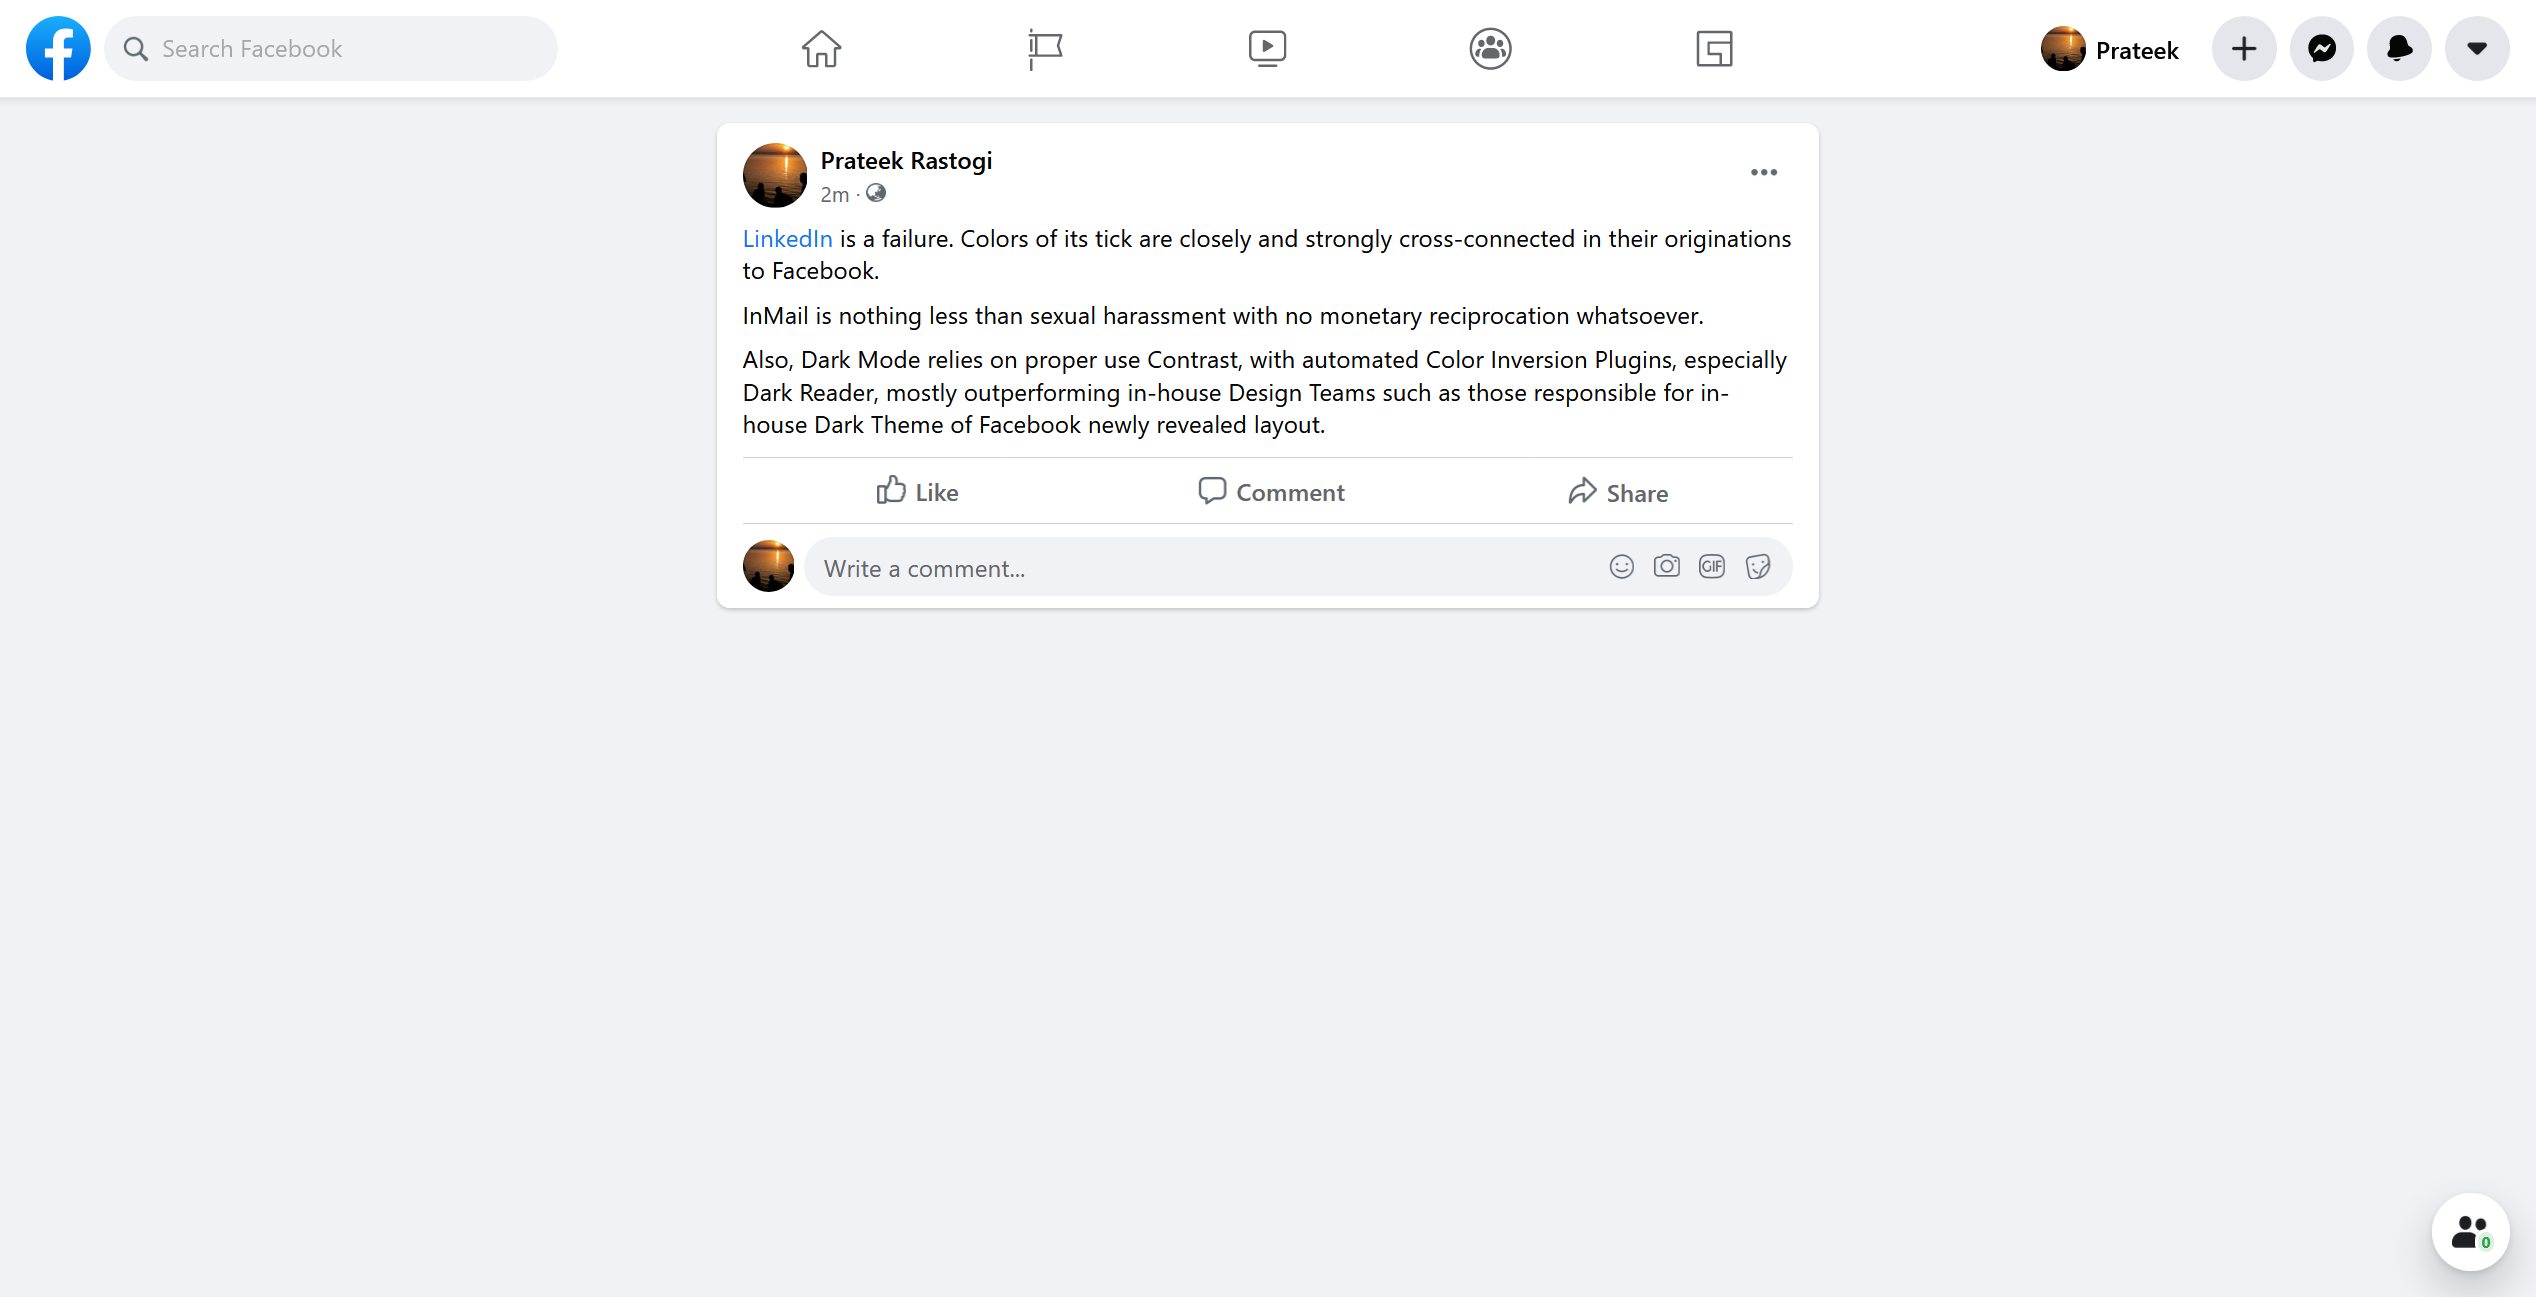 Search Facebook
Prateek
Prateek Rastogi
2m ·
LinkedIn is a failure. Colors of its tick are closely and strongly cross-connected in their originations
to Facebook.
InMail is nothing less than sexual harassment with no monetary reciprocation whatsoever.
Also, Dark Mode relies on proper use Contrast, with automated Color Inversion Plugins, especially
Dark Reader, mostly outperforming in-house Design Teams such as those responsible for in-
house Dark Theme of Facebook newly revealed layout.
Like
Comment
Share
Write a comment...
GIF
0